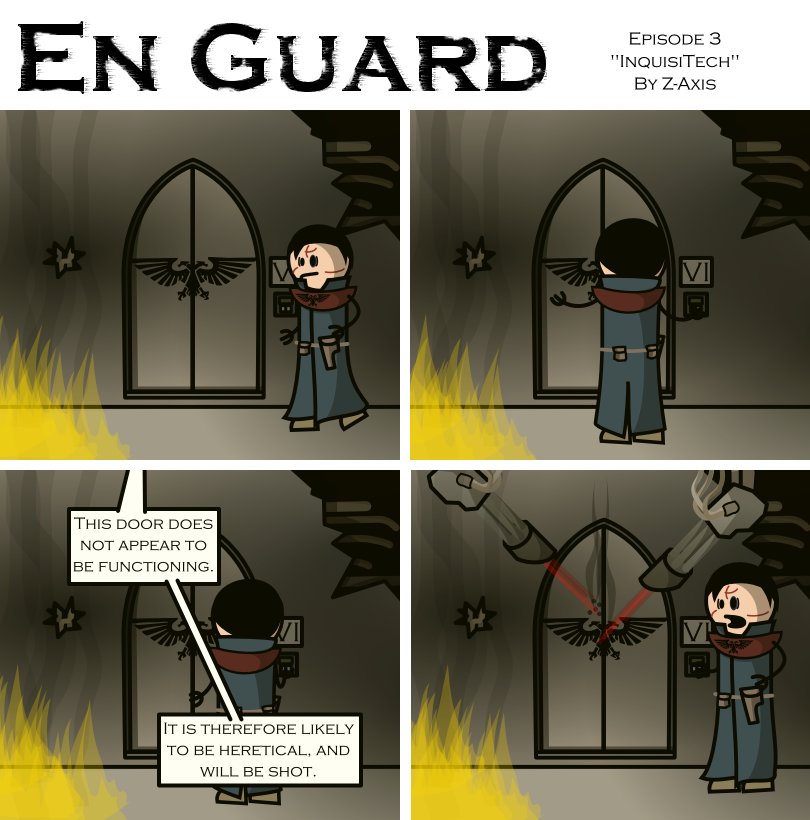 En Guard
Episode 3
"InquisiTech"
By Z-Axis
VI
VI
This door does
not appear to
be functioning.
VI
It is therefore likely
to be heretical, and
will be shot.
VI